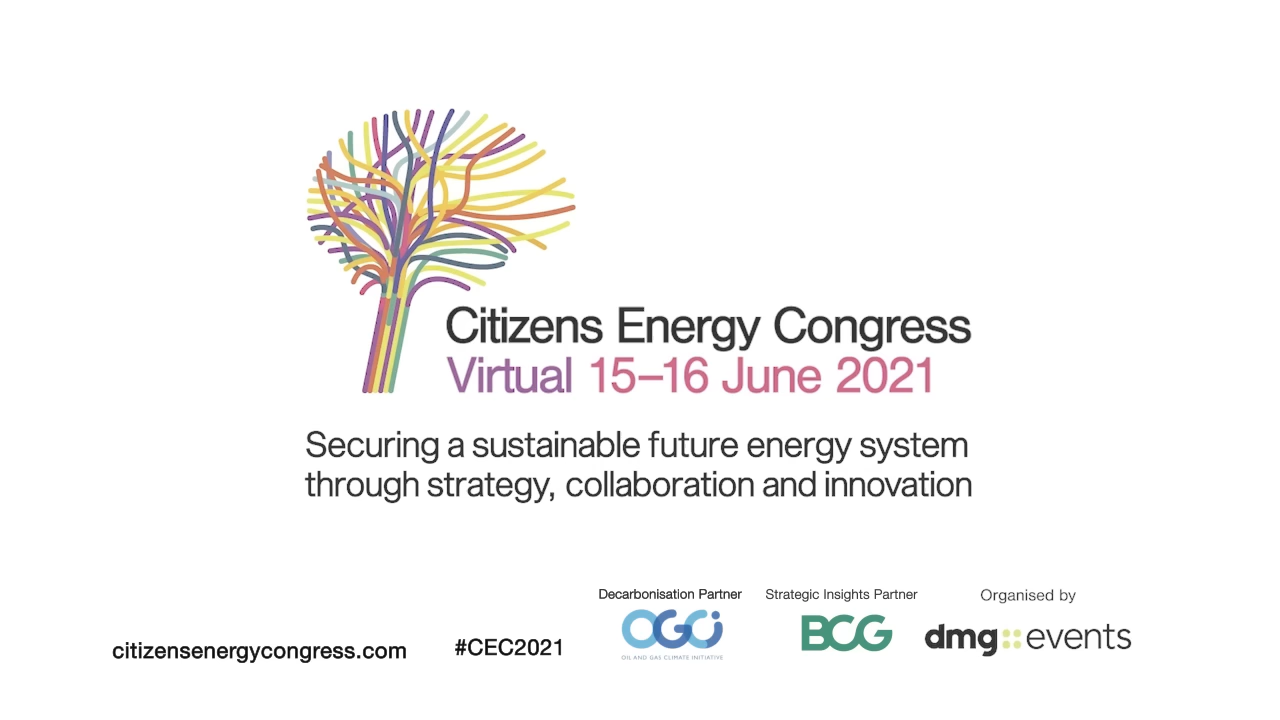 Citizens Energy Congress
Virtual 15–16 June 2021
Securing a sustainable future energy system
through strategy, collaboration and innovation
citizensenergycongress.com
#CEC2021
Decarbonisation Partner
OGCi
OIL AND GAS CLIMATE INITIATIVE
Strategic Insights Partner
BCG
Organised by
dmg::events